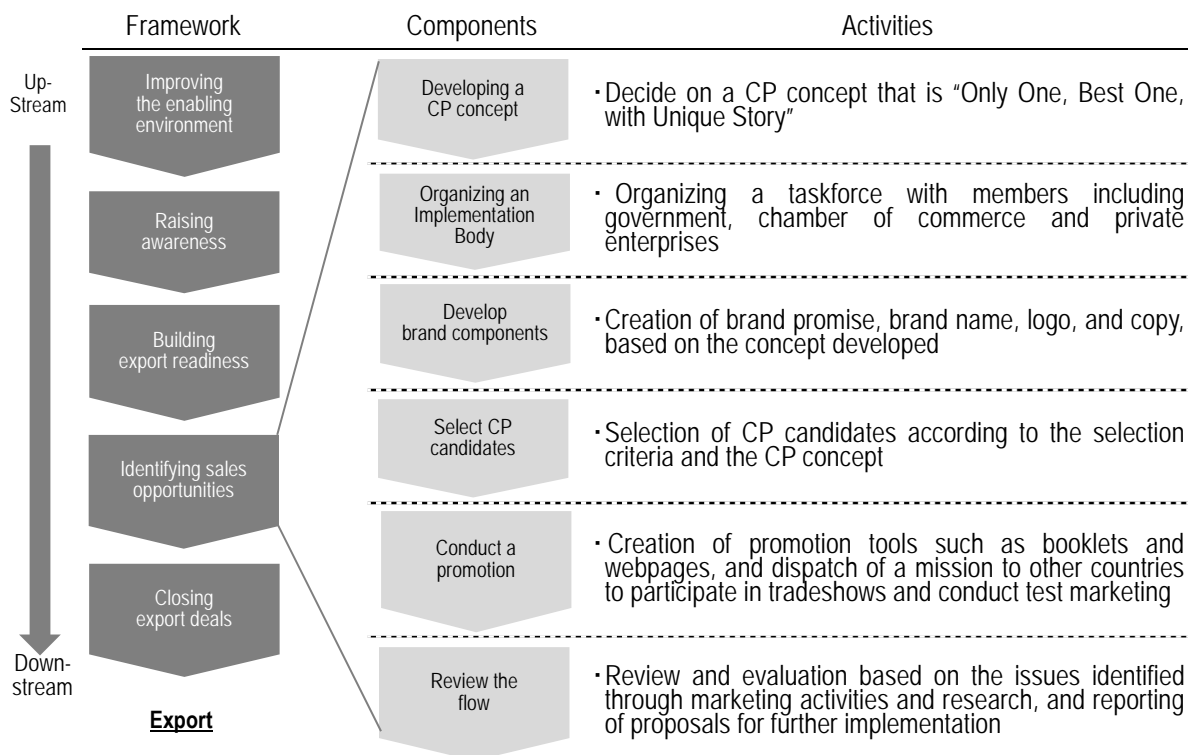 Framework
Components
Activities
Up-
Stream
Improving
the enabling
environment
Raising
awareness
Building
export readiness
Identifying sales
opportunities
Closing
export deals
Down-
stream
Export
Developing a
CP concept
・Decide on a CP concept that is “Only One, Best One,
with Unique Story”
Organizing an
Implementation
Body
・Organizing a taskforce with members including
government, chamber of commerce and private
enterprises
Develop
brand components
・Creation of brand promise, brand name, logo, and copy,
based on the concept developed
Select CP
candidates
・Selection of CP candidates according to the selection
criteria and the CP concept
Conduct a
promotion
・Creation of promotion tools such as booklets and
webpages, and dispatch of a mission to other countries
to participate in tradeshows and conduct test marketing
Review the
flow
・Review and evaluation based on the issues identified
through marketing activities and research, and reporting
of proposals for further implementation